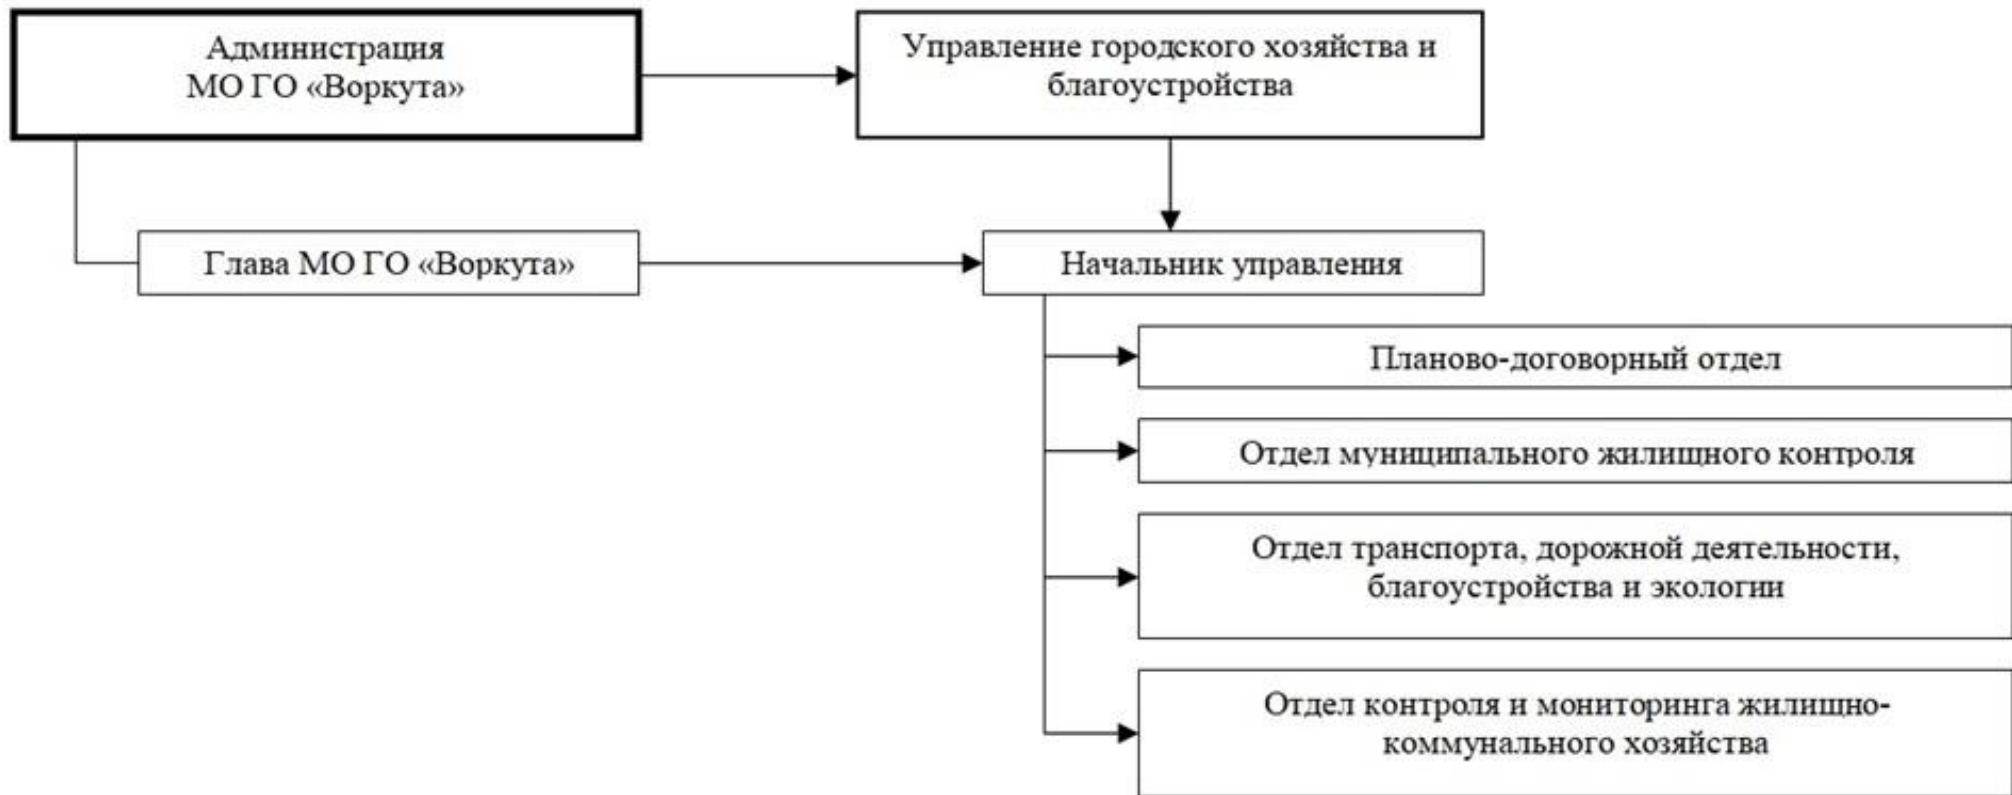 Администрация
МО ГО «Воркута»
Управление городского хозяйства и
благоустройства
Глава МО ГО «Воркута»
Начальник управления
Планово-договорный отдел
Отдел муниципального жилищного контроля
Отдел транспорта, дорожной деятельности,
благоустройства и экологии
Отдел контроля и мониторинга жилищно-
коммунального хозяйства